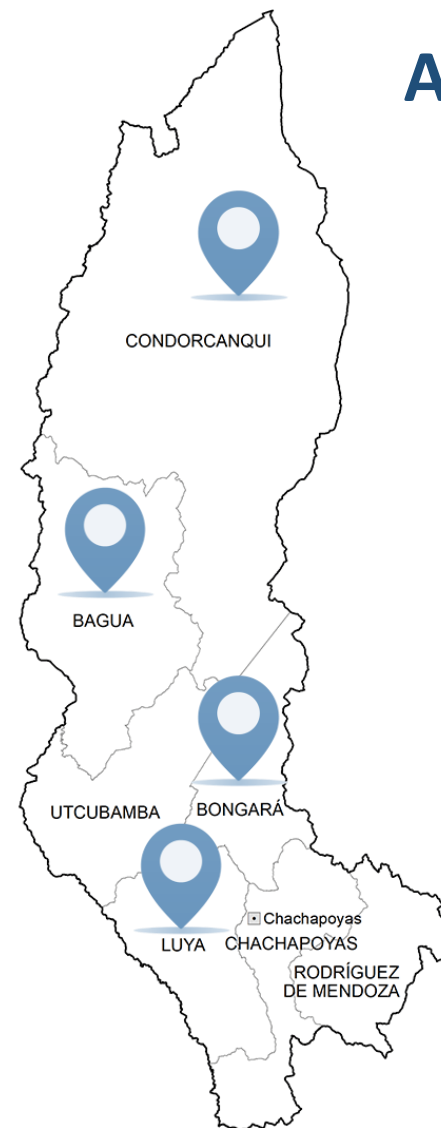 A
CONDORCANQUI
BAGUA
UTCUBAMBA
BONGARÁ
Chachapoyas
LUYA
CHACHAPOYAS
RODRÍGUEZ
DE MENDOZA